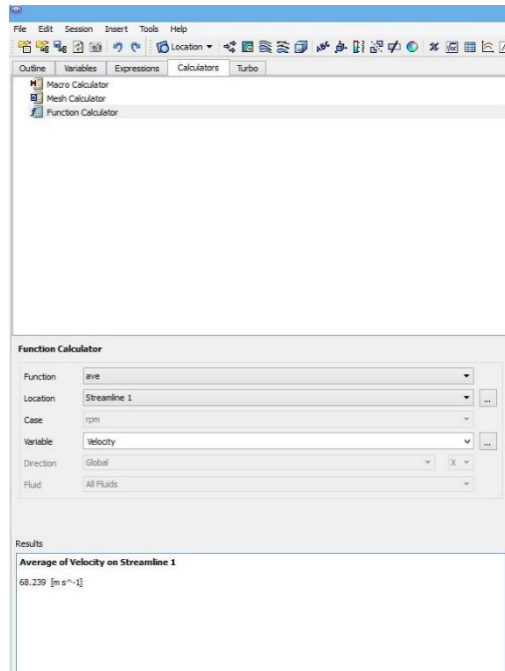 File Edit Session Insert Tools Help
Location
Outline Variables Expressions Calculators Turbo
Macro Calculator
Mesh Calculator
Function Calculator
Function Calculator
Function ave
Location Streamline 1 ...
Case rpm
Variable Velocity ...
Direction Global X
Fluid All Fluids
Results
Average of Velocity on Streamline 1
68.239 [m s^-1]